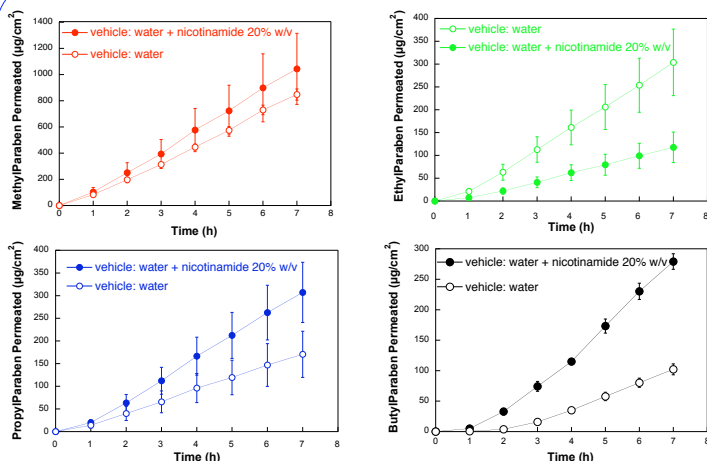 MethylParaben Permeated (µg/cm²)
1400
1200
1000
800
600
400
200
0
vehicle: water + nicotinamide 20% w/v
vehicle: water
0 1 2 3 4 5 6 7 8
Time (h)
EthylParaben Permeated (µg/cm²)
400
350
300
250
200
150
100
50
0
vehicle: water
vehicle: water + nicotinamide 20% w/v
0 1 2 3 4 5 6 7 8
Time (h)
PropylParaben Permeated (µg/cm²)
400
350
300
250
200
150
100
50
0
vehicle: water + nicotinamide 20% w/v
vehicle: water
0 1 2 3 4 5 6 7 8
Time (h)
ButylParaben Permeated (µg/cm²)
300
250
200
150
100
50
0
vehicle: water + nicotinamide 20% w/v
vehicle: water
0 1 2 3 4 5 6 7 8
Time (h)